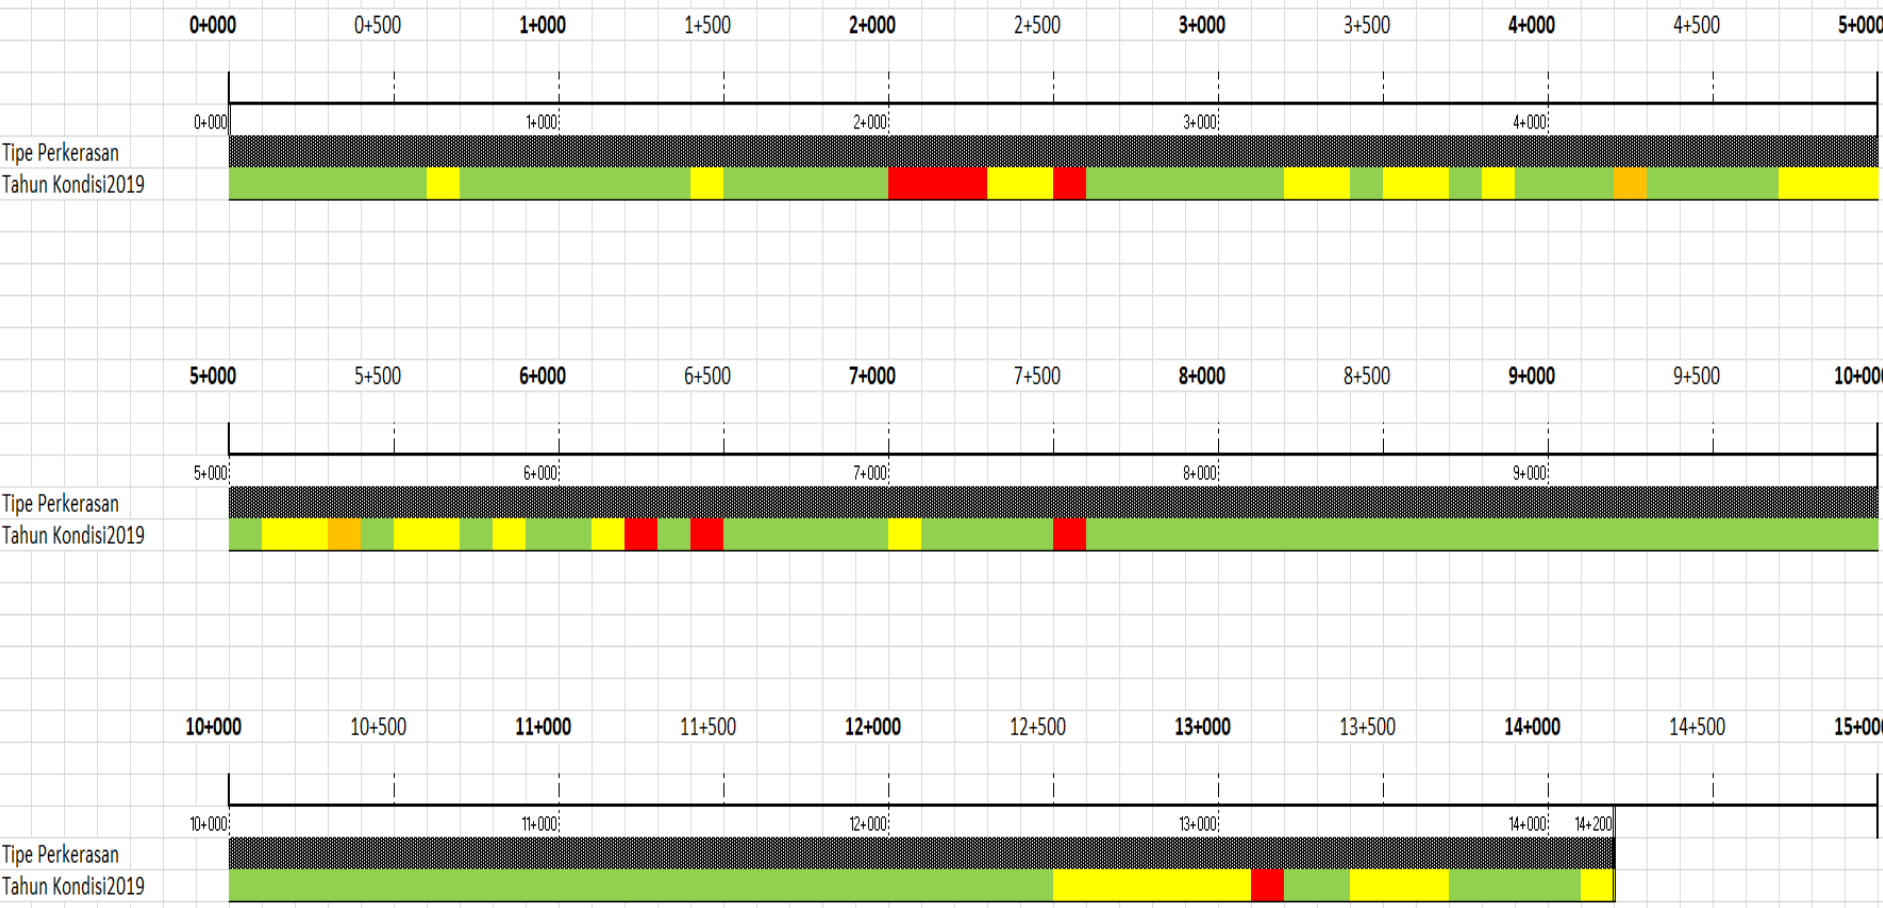 0+000 0+500 1+000 1+500 2+000 2+500 3+000 3+500 4+000 4+500 5+000
0+000 1+000 2+000 3+000 4+000
Tipe Perkerasan
Tahun Kondisi2019
5+000 5+500 6+000 6+500 7+000 7+500 8+000 8+500 9+000 9+500 10+00
5+000 6+000 7+000 8+000 9+000
Tipe Perkerasan
Tahun Kondisi2019
10+000 10+500 11+000 11+500 12+000 12+500 13+000 13+500 14+000 14+500 15+00
10+000 11+000 12+000 13+000 14+000 14+200
Tipe Perkerasan
Tahun Kondisi2019